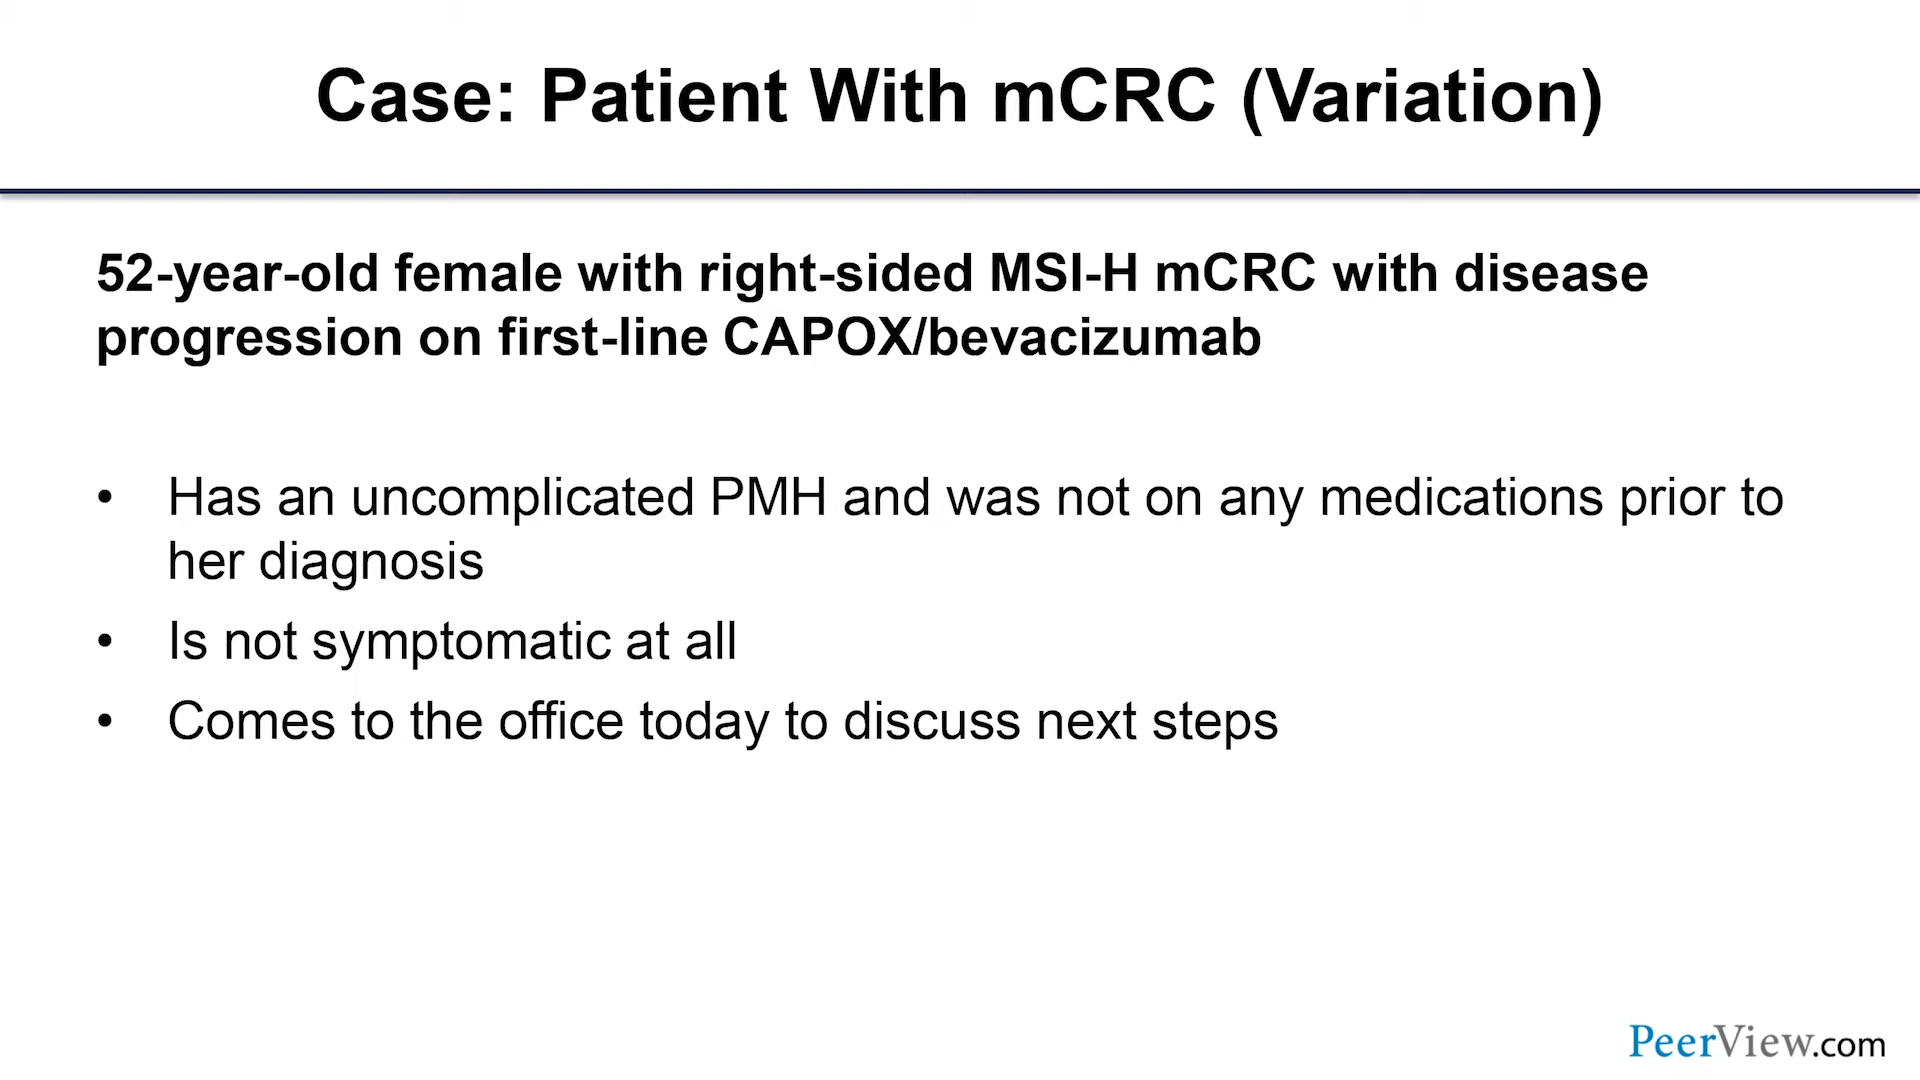 Case: Patient With mCRC (Variation)
52-year-old female with right-sided MSI-H mCRC with disease
progression on first-line CAPOX/bevacizumab
• Has an uncomplicated PMH and was not on any medications prior to
her diagnosis
• Is not symptomatic at all
• Comes to the office today to discuss next steps
PeerView.com